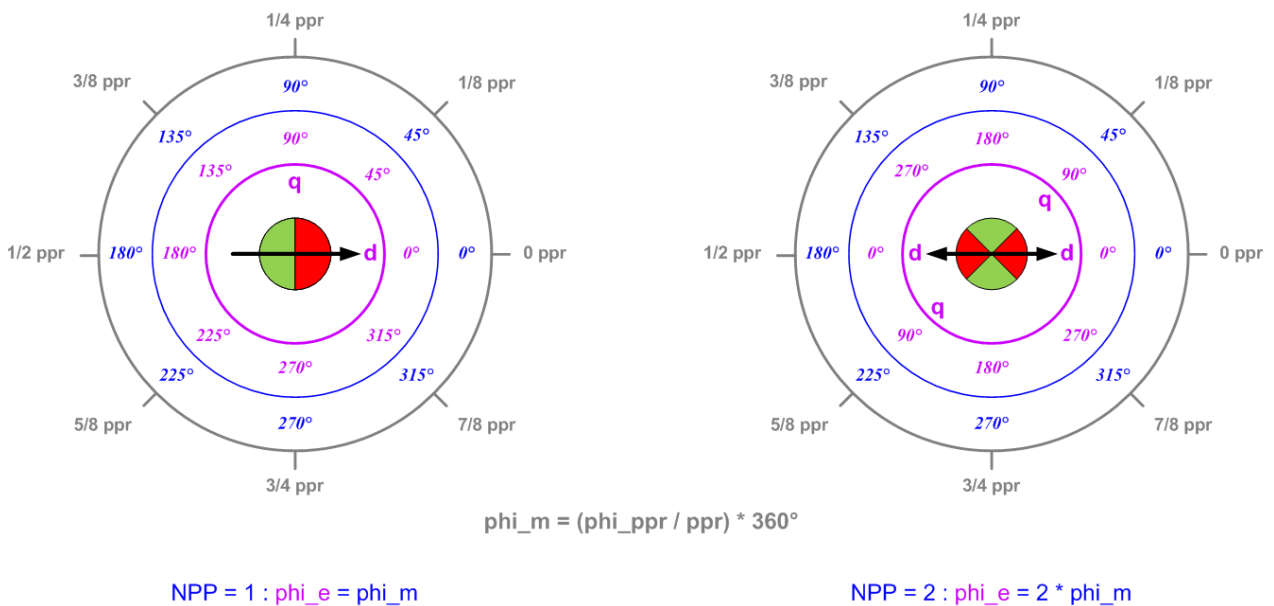 1/4 ppr
1/4 ppr
3/8 ppr
1/8 ppr
3/8 ppr
1/8 ppr
90°
90°
135°
45°
135°
45°
90°
180°
135°
45°
270°
90°
q
q
1/2 ppr
180°
180°
d
0°
0°
0 ppr
1/2 ppr
180°
0°
d
d
0°
0°
0 ppr
q
225°
315°
90°
270°
270°
180°
225°
315°
225°
315°
270°
270°
5/8 ppr
7/8 ppr
5/8 ppr
7/8 ppr
3/4 ppr
3/4 ppr
phi_m = (phi_ppr / ppr) * 360°
NPP = 1 : phi_e = phi_m
NPP = 2 : phi_e = 2 * phi_m